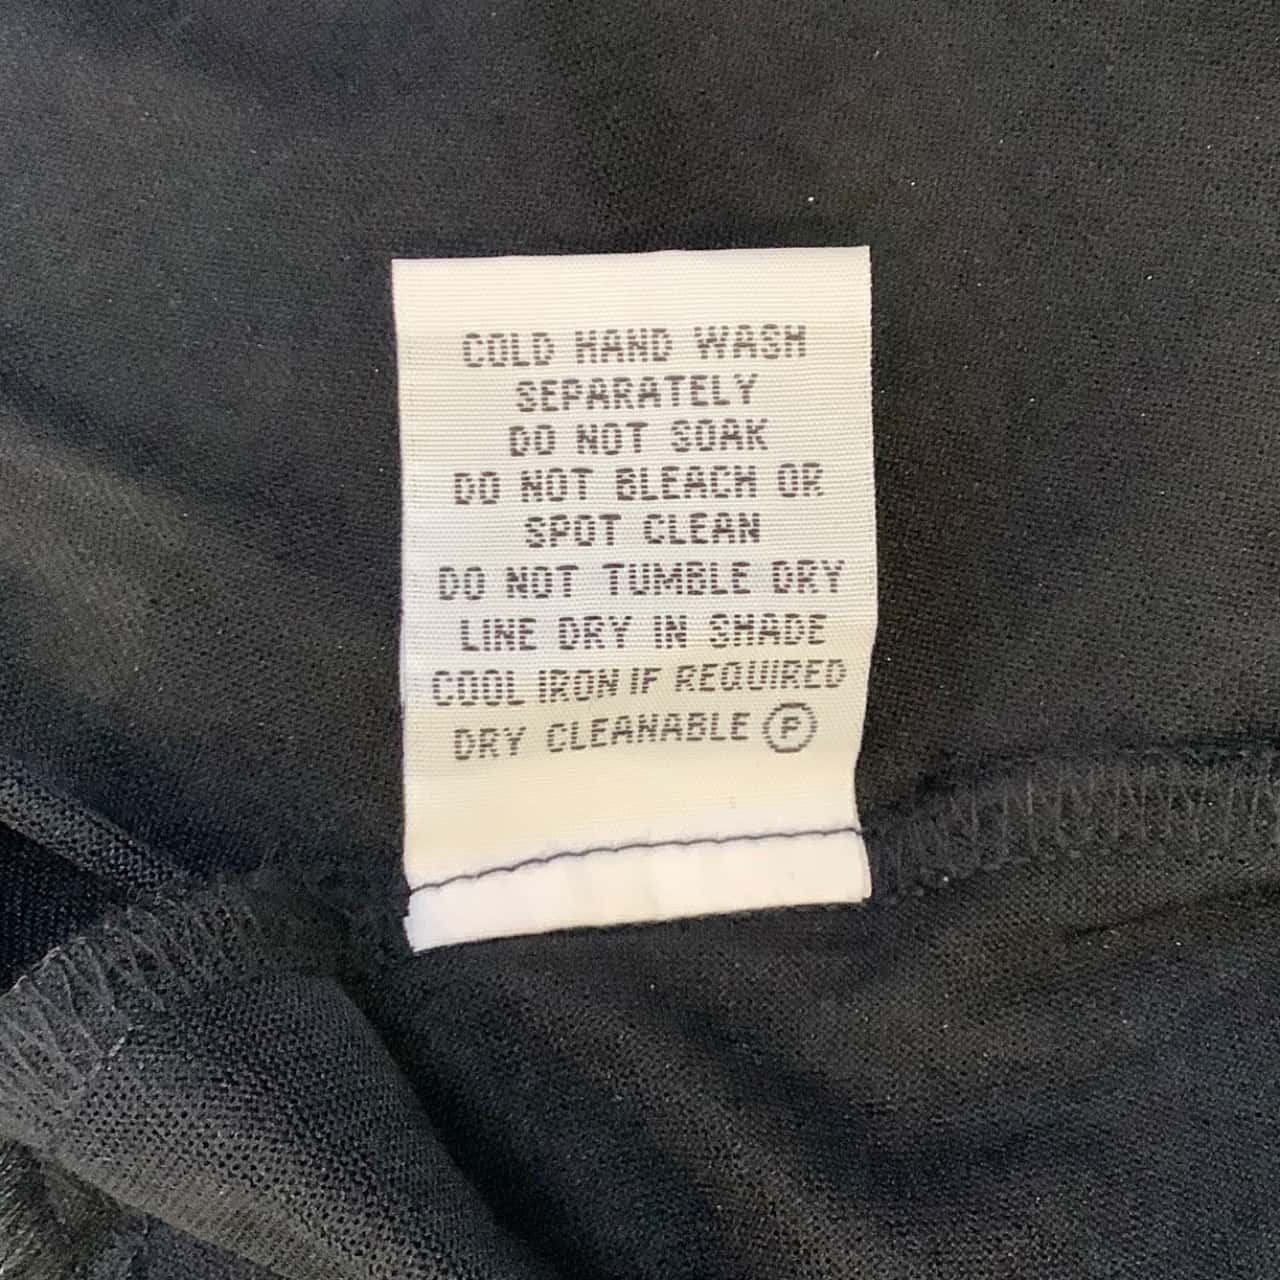 COLD HAND WASH
SEPARATELY
DO NOT SOAK
DO NOT BLEACH OR
SPOT CLEAN
DO NOT TUMBLE DRY
LINE DRY IN SHADE
COOL IRON IF REQUIRED
DRY CLEANABLE Ⓟ